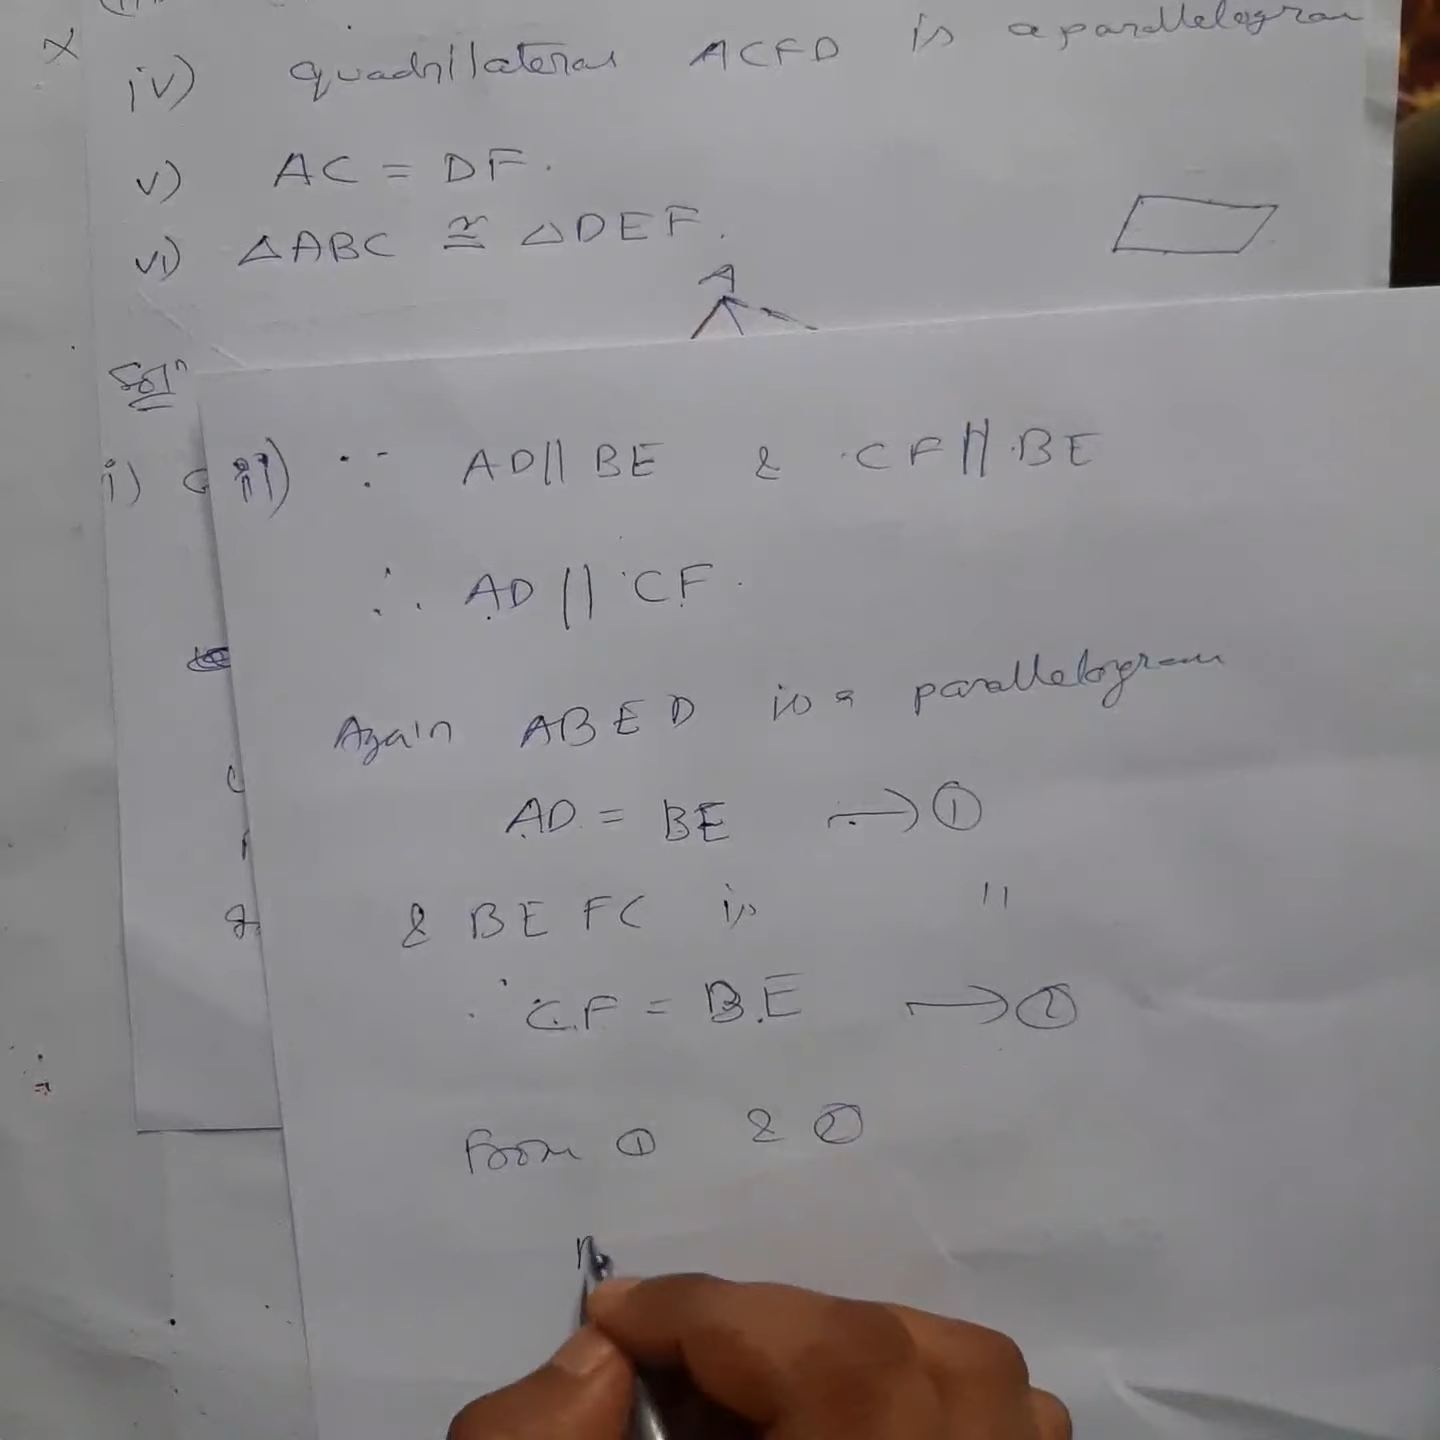 iv) quadrilateral ACFD is a parallelogram
v) AC = DF.
vi) △ABC ≅ △DEF.
A
Solⁿ
i)
ii) ∵ AD || BE & CF || BE
∴ AD || CF.
Again ABED is a parallelogram
AD = BE → ①
& BEFC is "
∴ CF = BE → ②
From ① & ②